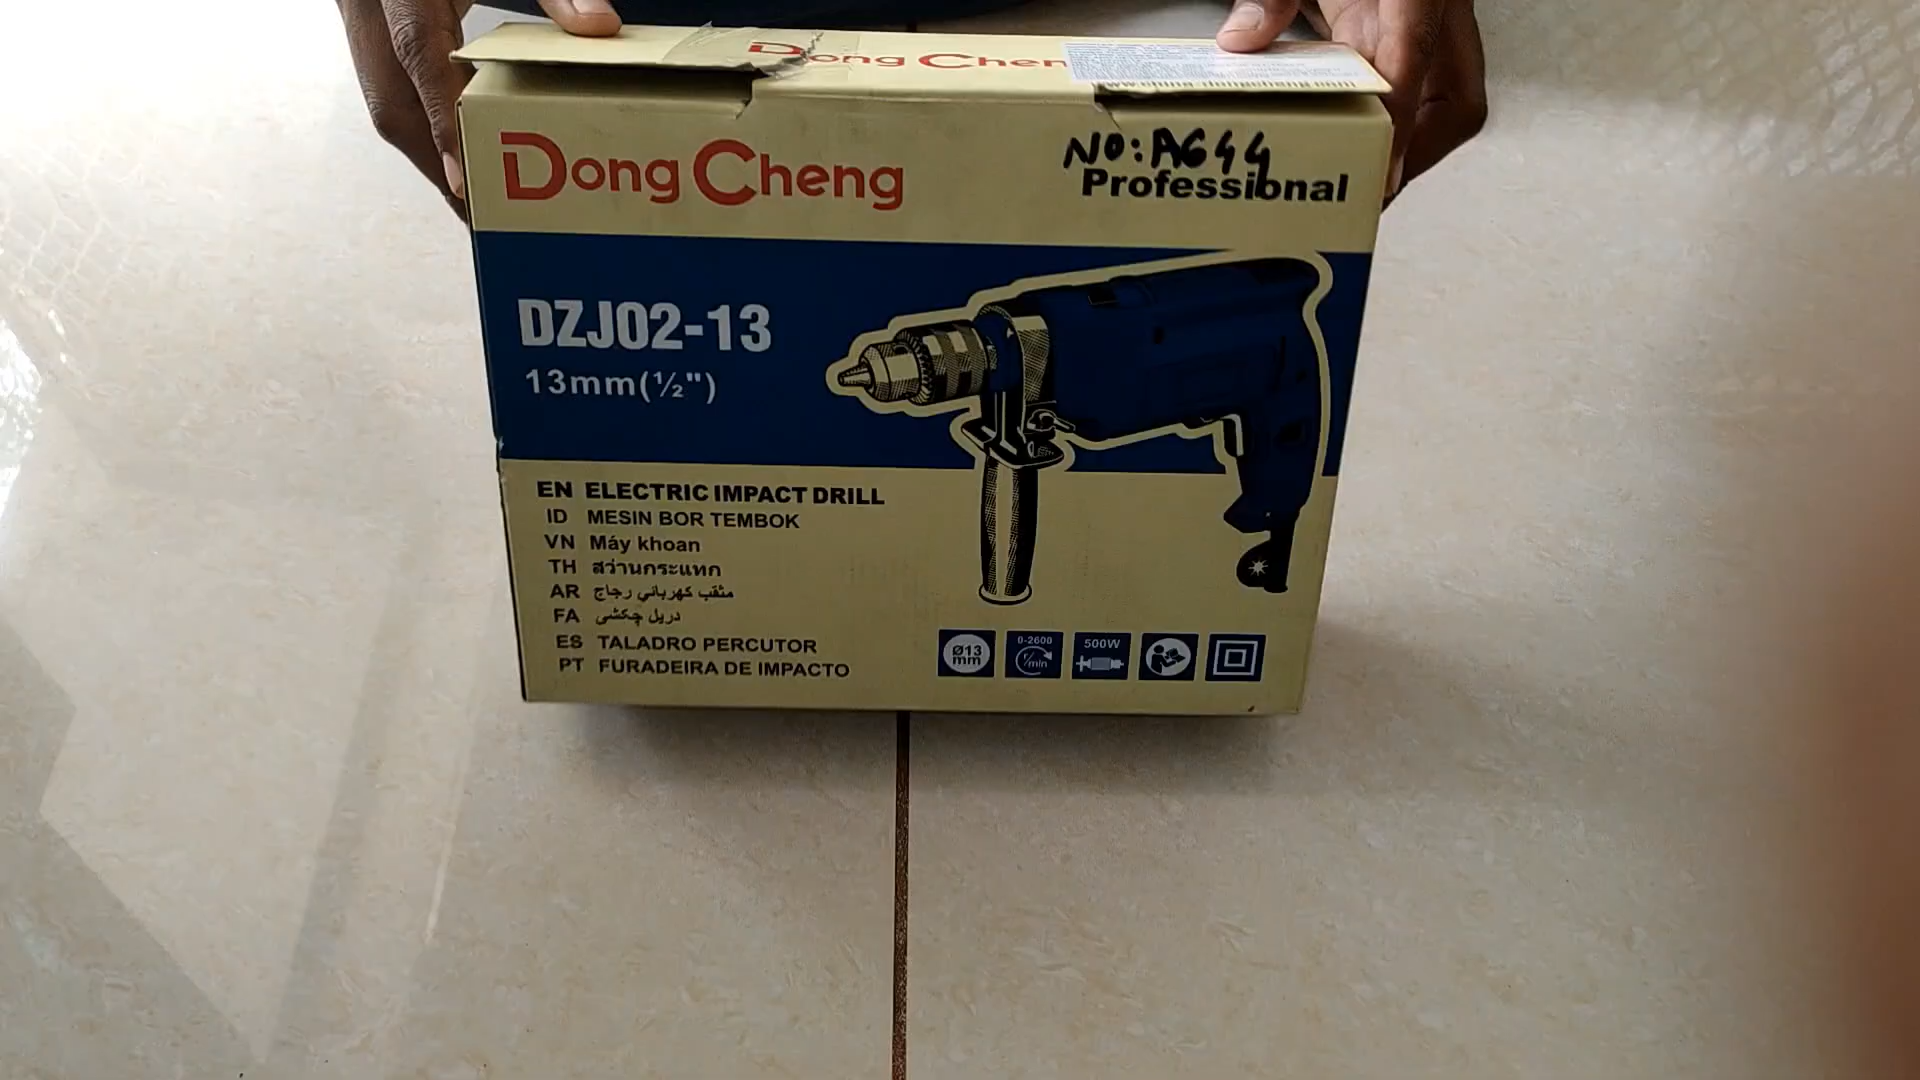 Dong Chen
Dong Cheng
NO: A644
Professional
DZJ02-13
13mm(½")
EN ELECTRIC IMPACT DRILL
ID MESIN BOR TEMBOK
VN Máy khoan
TH สว่านกระแทก
AR مثقب كهربائي رجاج
FA دریل چکشی
ES TALADRO PERCUTOR
PT FURADEIRA DE IMPACTO
Ø13 mm
0-2600 r/min
500W